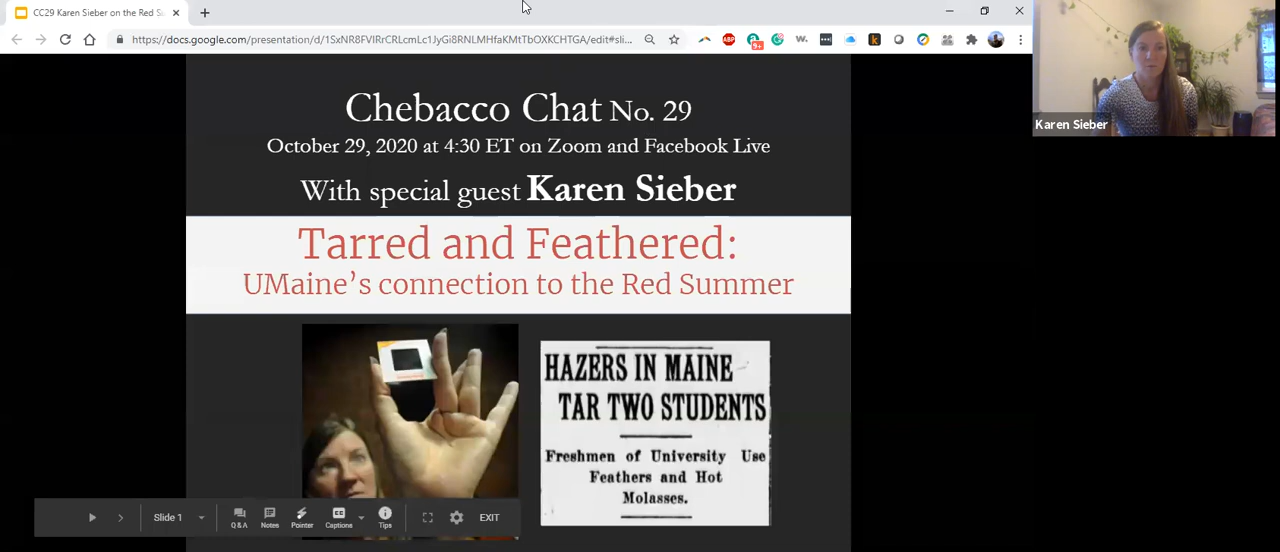 CC29 Karen Sieber on the Red S
https://docs.google.com/presentation/d/1SxNR8FVIRrCRLcmLc1JyGi8RNLMHfaKMtTbOXKCHTGA/edit#sli...
ABP
9+
w.
k
Karen Sieber
Chebacco Chat No. 29
October 29, 2020 at 4:30 ET on Zoom and Facebook Live
With special guest Karen Sieber
Tarred and Feathered:
UMaine's connection to the Red Summer
HAZERS IN MAINE
TAR TWO STUDENTS
Freshmen of University Use
Feathers and Hot
Molasses.
Slide 1
Q & A
Notes
Pointer
Captions
Tips
EXIT